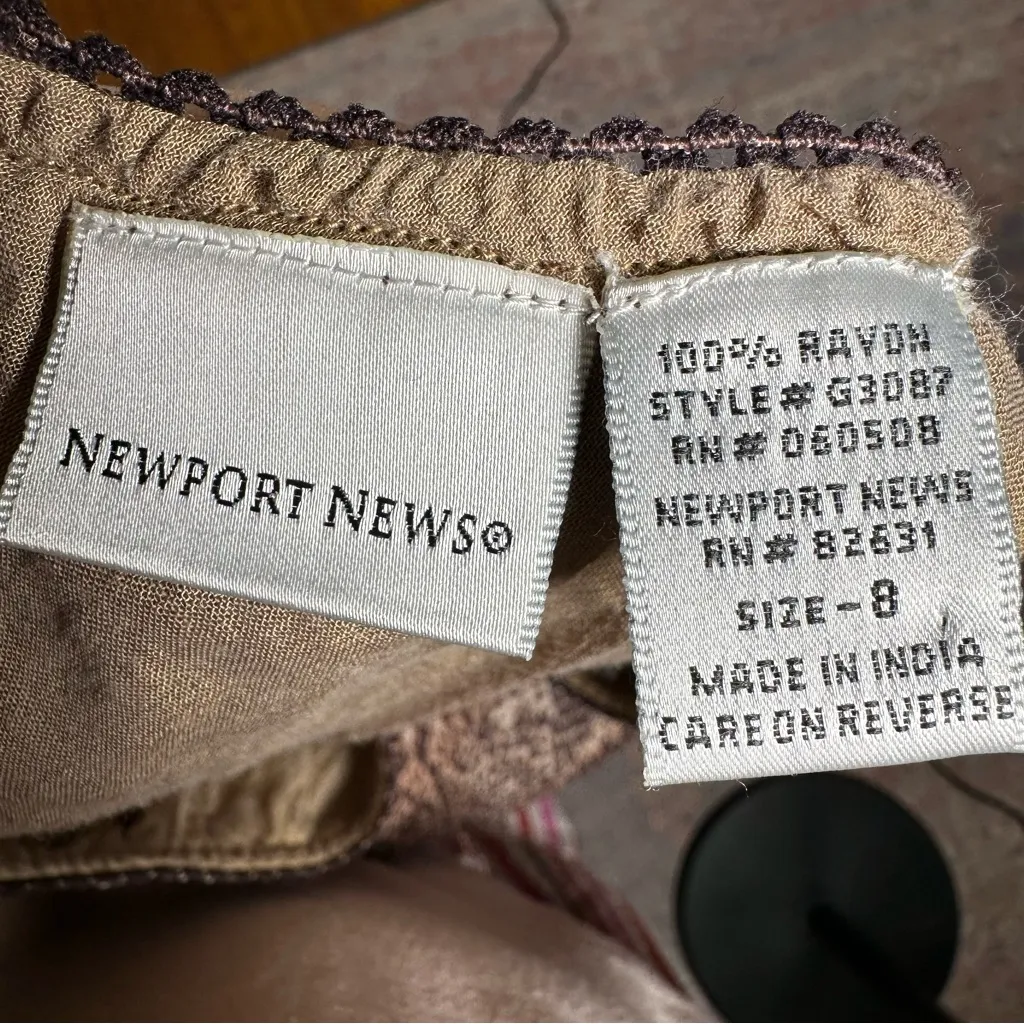 NEWPORT NEWS®
100% RAYON
STYLE # G3087
RN # 060508
NEWPORT NEWS
RN # 82631
SIZE - 8
MADE IN INDIA
CARE ON REVERSE